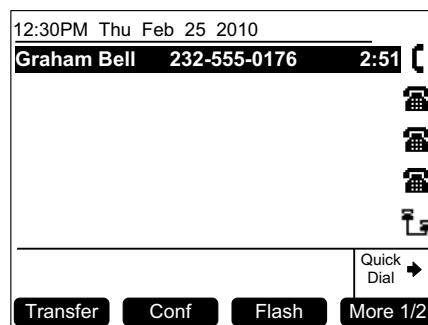 12:30PM Thu Feb 25 2010
Graham Bell 232-555-0176 2:51
Quick
Dial
Transfer Conf Flash More 1/2